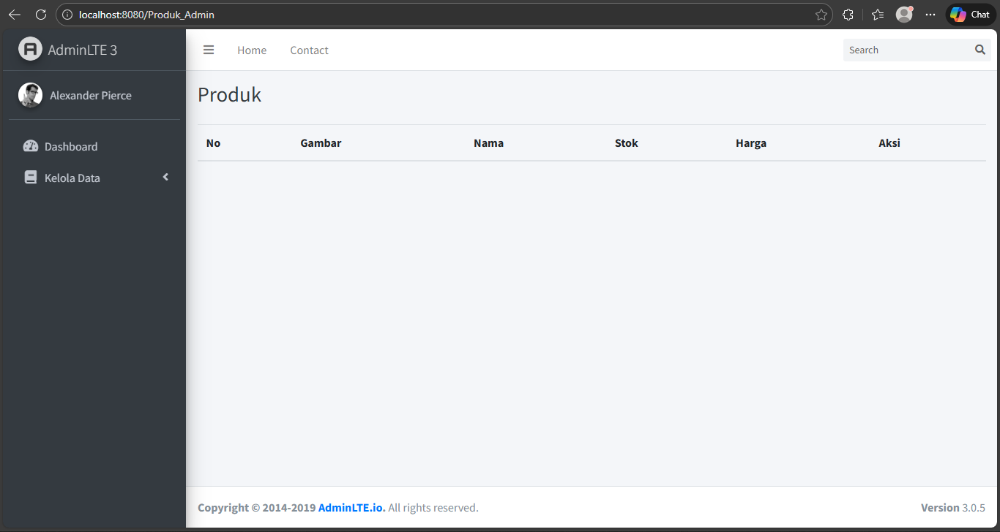 localhost:8080/Produk_Admin
Chat
AdminLTE 3
Home
Contact
Search
Alexander Pierce
Produk
Dashboard
Kelola Data
No Gambar Nama Stok Harga Aksi
Copyright © 2014-2019 AdminLTE.io. All rights reserved.
Version 3.0.5